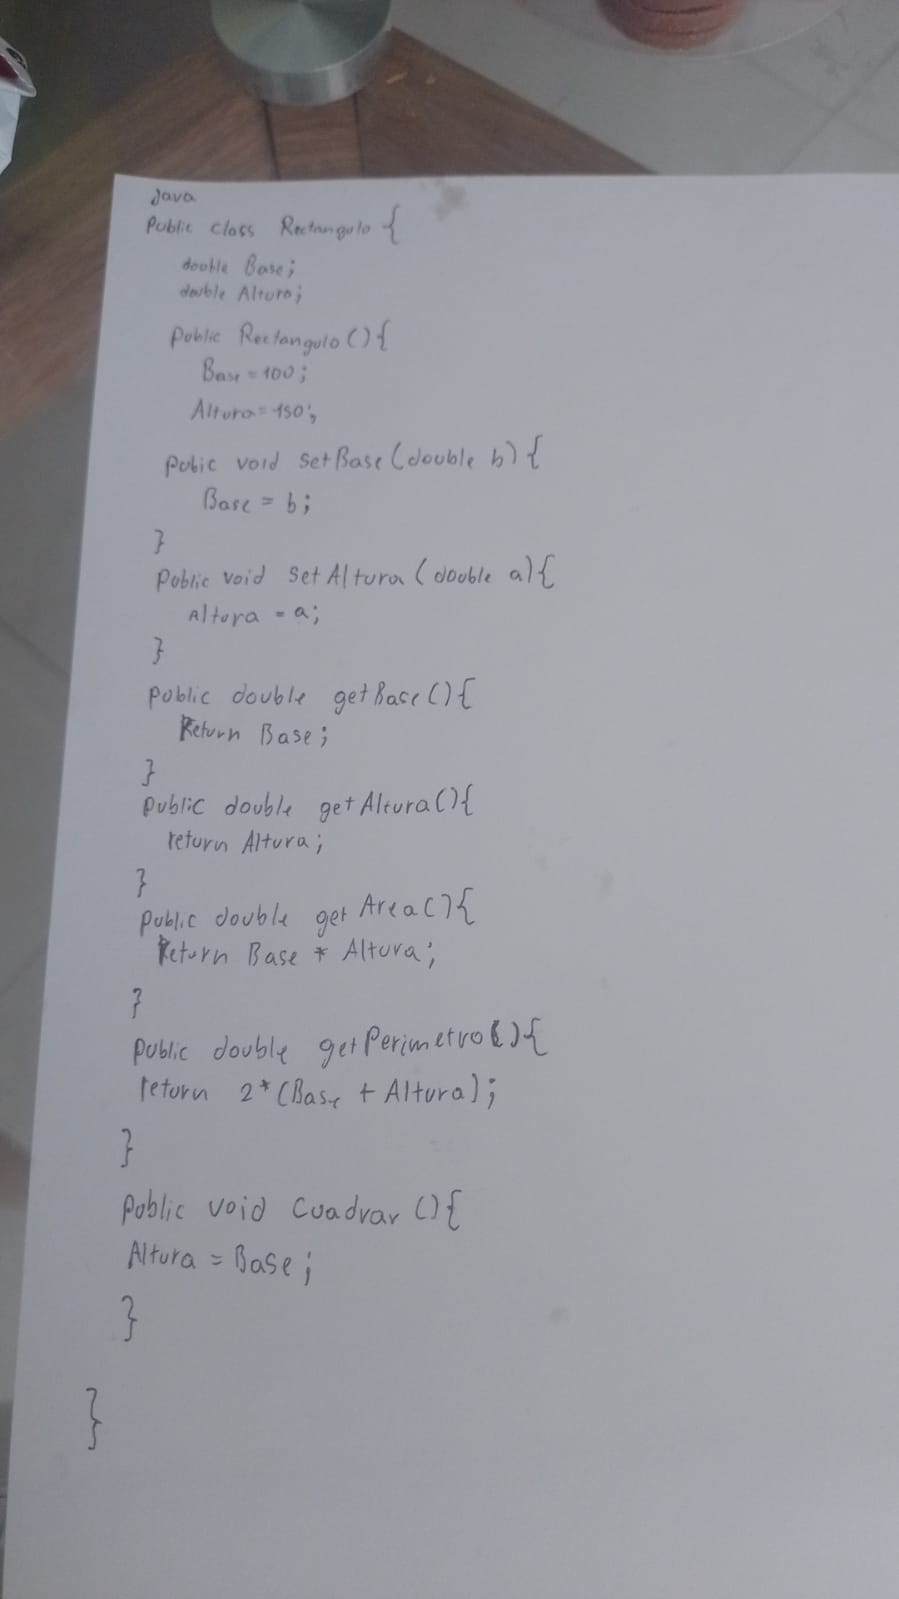 Java
Public class Rectangulo {
double Base;
double Altura;
public Rectangulo () {
Base = 100;
Altura = 150;
pubic void setBase (double b) {
Base = b;
}
public void setAltura (double a) {
Altura = a;
}
public double getBase () {
Return Base;
}
public double getAltura () {
return Altura;
}
public double getArea () {
Return Base * Altura;
}
public double getPerimetro () {
return 2* (Base + Altura);
}
public void Cuadrar () {
Altura = Base;
}
}